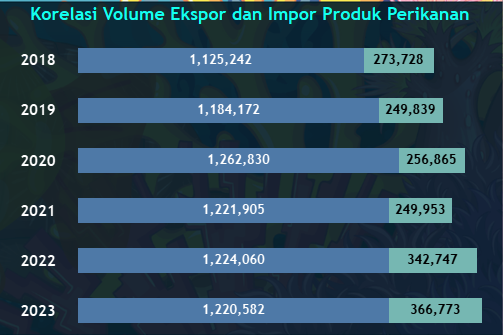 Korelasi Volume Ekspor dan Impor Produk Perikanan
2018 1,125,242 273,728
2019 1,184,172 249,839
2020 1,262,830 256,865
2021 1,221,905 249,953
2022 1,224,060 342,747
2023 1,220,582 366,773